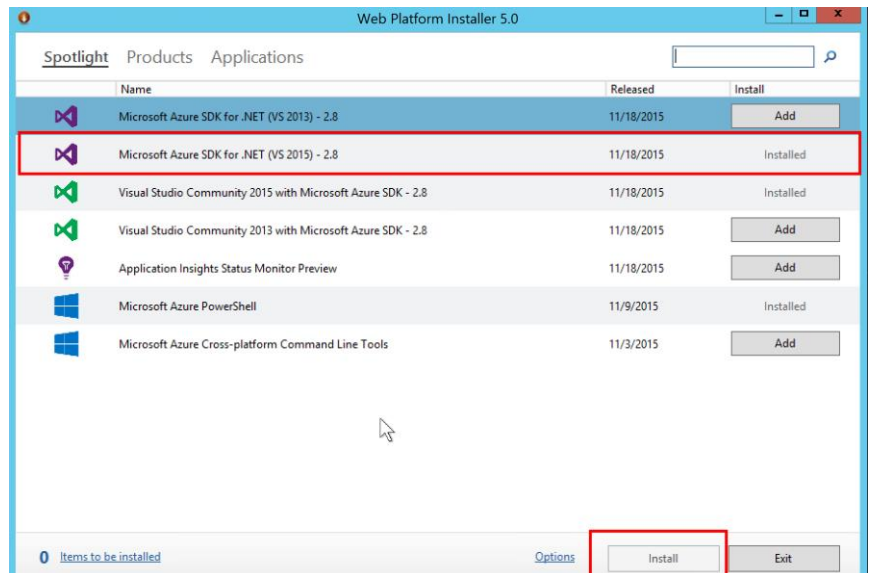 Web Platform Installer 5.0
Spotlight Products Applications
Name Released Install
Microsoft Azure SDK for .NET (VS 2013) - 2.8 11/18/2015 Add
Microsoft Azure SDK for .NET (VS 2015) - 2.8 11/18/2015 Installed
Visual Studio Community 2015 with Microsoft Azure SDK - 2.8 11/18/2015 Installed
Visual Studio Community 2013 with Microsoft Azure SDK - 2.8 11/18/2015 Add
Application Insights Status Monitor Preview 11/18/2015 Add
Microsoft Azure PowerShell 11/9/2015 Installed
Microsoft Azure Cross-platform Command Line Tools 11/3/2015 Add
0 Items to be installed Options Install Exit